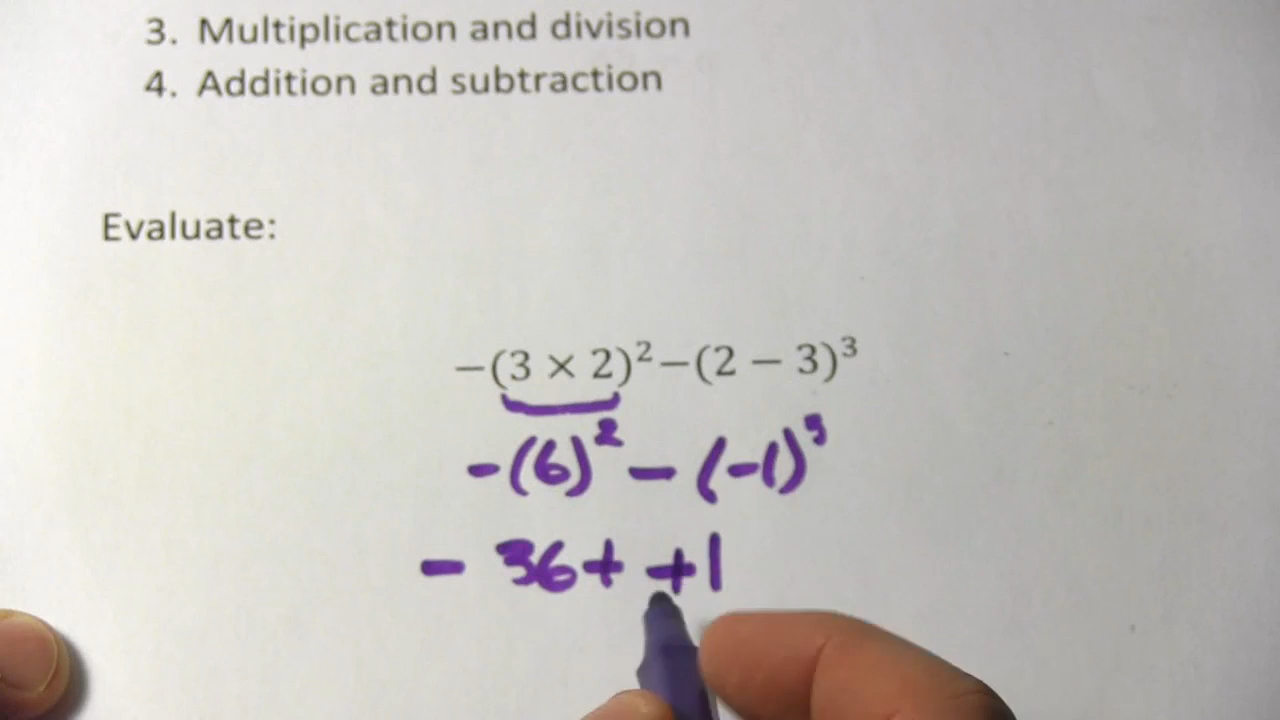 3. Multiplication and division
4. Addition and subtraction
Evaluate:
−(3 × 2)²−(2 − 3)³
-(6)² - (-1)³
- 36+ +1